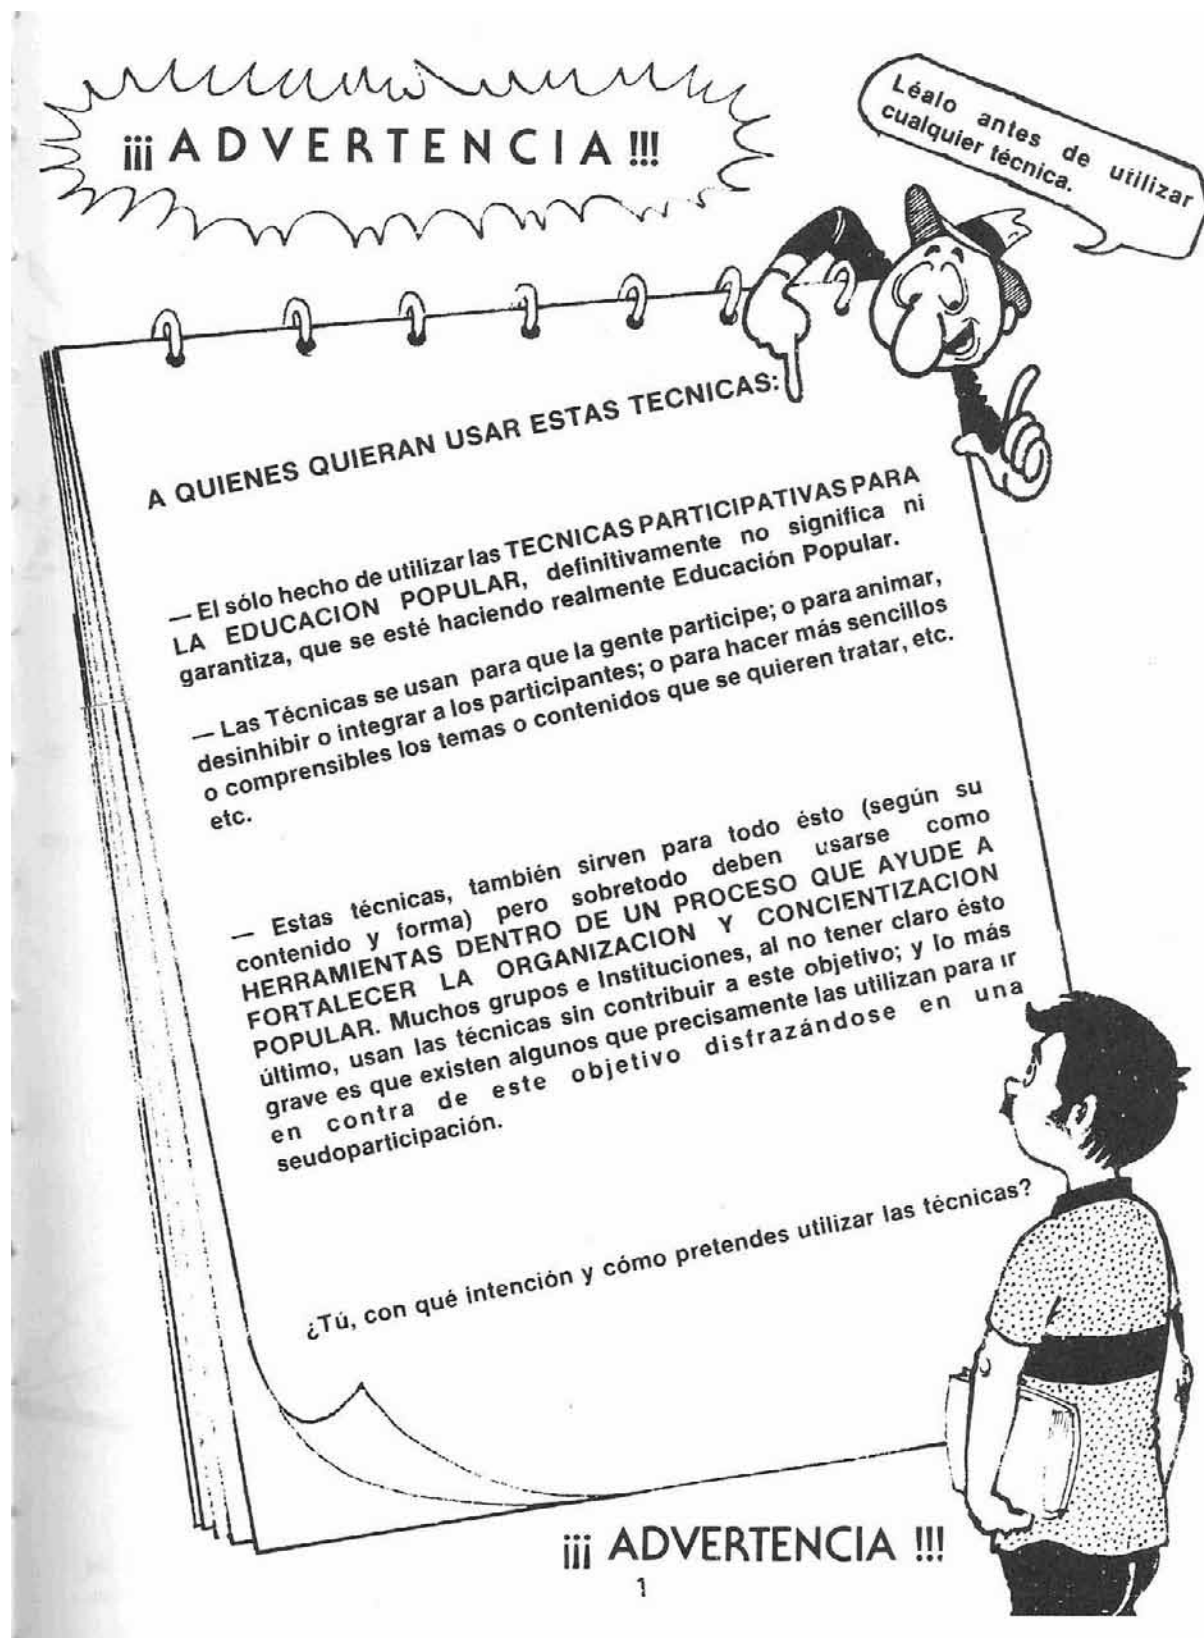 ¡¡¡ ADVERTENCIA !!!
Léalo antes de utilizar
cualquier técnica.
A QUIENES QUIERAN USAR ESTAS TECNICAS:
— El sólo hecho de utilizar las TECNICAS PARTICIPATIVAS PARA
LA EDUCACION POPULAR, definitivamente no significa ni
garantiza, que se esté haciendo realmente Educación Popular.
— Las Técnicas se usan para que la gente participe; o para animar,
desinhibir o integrar a los participantes; o para hacer más sencillos
o comprensibles los temas o contenidos que se quieren tratar, etc.
etc.
— Estas técnicas, también sirven para todo ésto (según su
contenido y forma) pero sobretodo deben usarse como
HERRAMIENTAS DENTRO DE UN PROCESO QUE AYUDE A
FORTALECER LA ORGANIZACION Y CONCIENTIZACION
POPULAR. Muchos grupos e Instituciones, al no tener claro ésto
último, usan las técnicas sin contribuir a este objetivo; y lo más
grave es que existen algunos que precisamente las utilizan para ir
en contra de este objetivo disfrazándose en una
seudoparticipación.
¿Tú, con qué intención y cómo pretendes utilizar las técnicas?
¡¡¡ ADVERTENCIA !!!
1